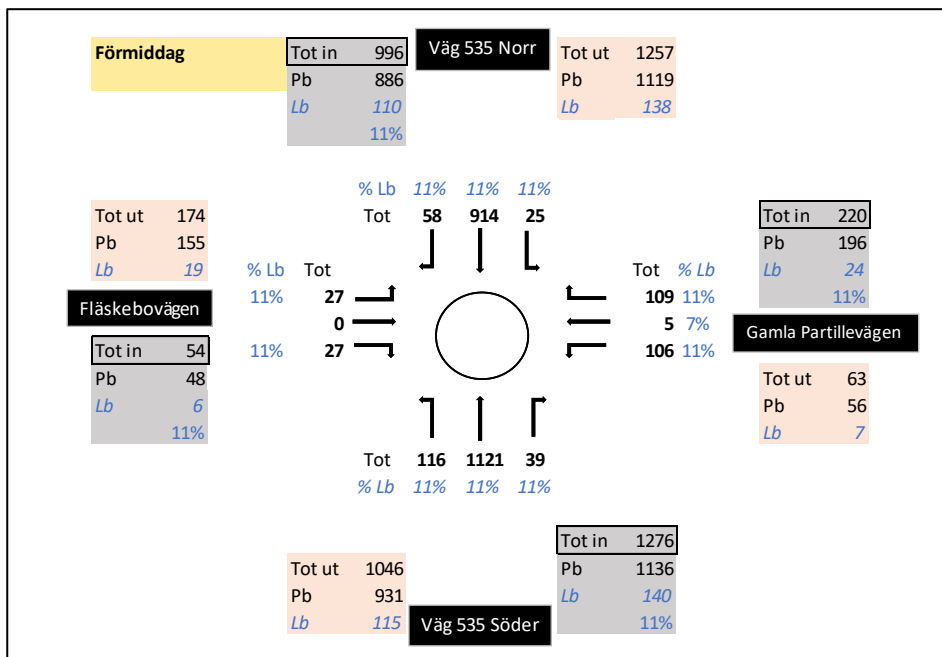 Förmiddag
Tot in 996
Pb 886
Lb 110
11%
Väg 535 Norr
Tot ut 1257
Pb 1119
Lb 138
% Lb 11% 11% 11%
Tot 58 914 25
Tot ut 174
Pb 155
Lb 19
Fläskebovägen
Tot in 54
Pb 48
Lb 6
11%
% Lb Tot
11% 27
0
11% 27
Tot % Lb
109 11%
5 7%
106 11%
Tot in 220
Pb 196
Lb 24
11%
Gamla Partillevägen
Tot ut 63
Pb 56
Lb 7
Tot 116 1121 39
% Lb 11% 11% 11%
Tot ut 1046
Pb 931
Lb 115
Väg 535 Söder
Tot in 1276
Pb 1136
Lb 140
11%